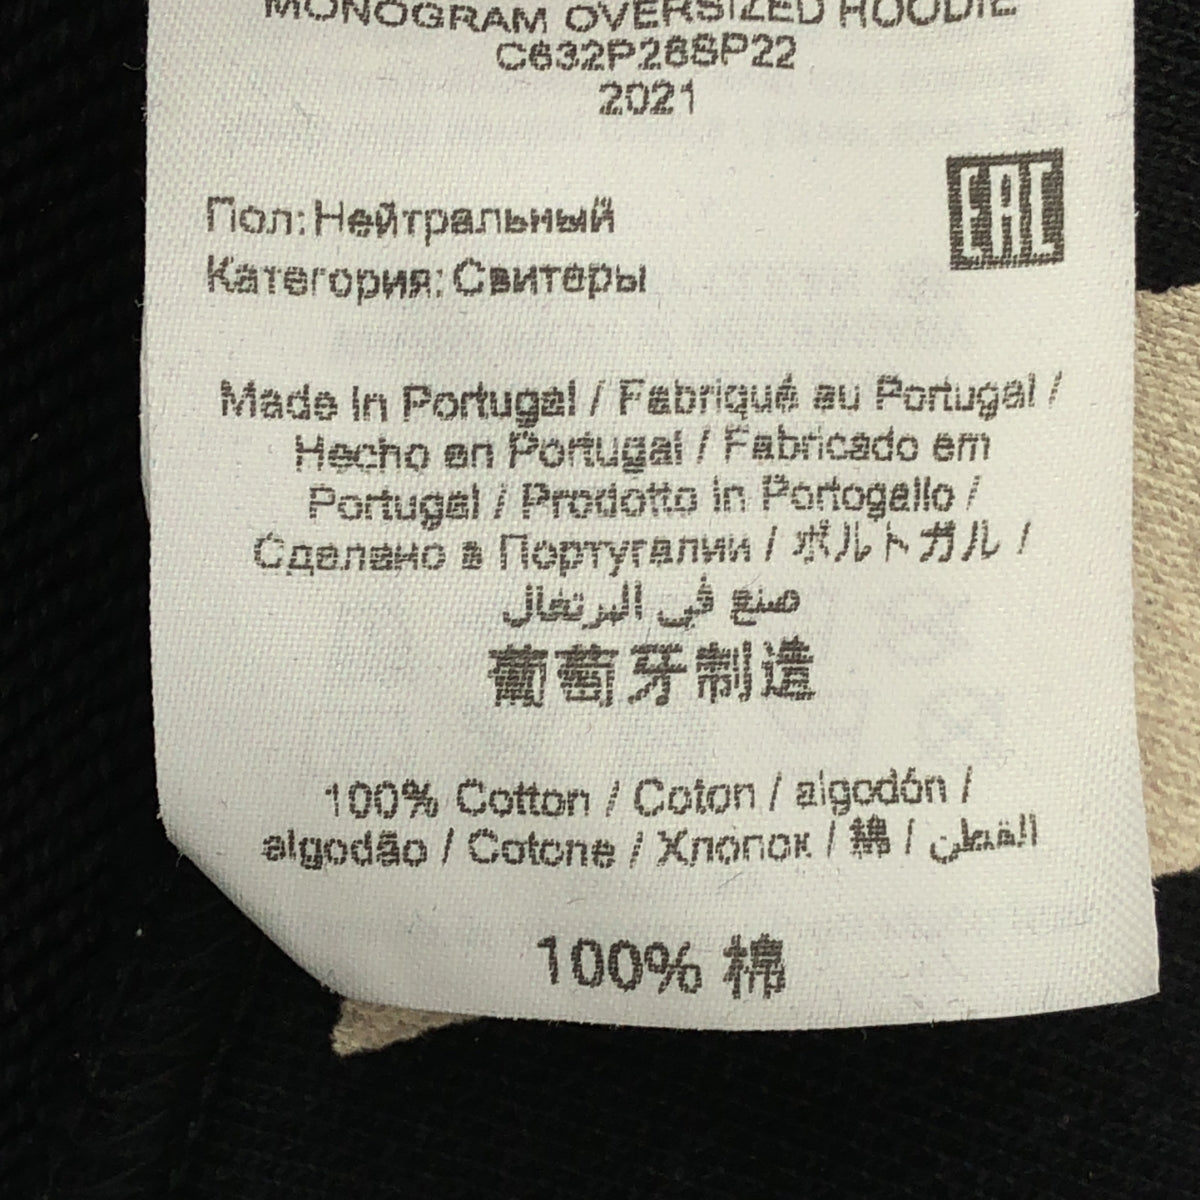 MONOGRAM OVERSIZED HOODIE
C632P26SP22
2021
EAC
Пол: Нейтральный
Категория: Свитеры
Made in Portugal / Fabriqué au Portugal /
Hecho en Portugal / Fabricado em
Portugal / Prodotto in Portogallo /
Сделано в Португалии / ポルトガル /
صنع في البرتغال
葡萄牙制造
100% Cotton / Coton / algodón /
algodão / Cotone / Хлопок / 棉 / القطن
100% 棉